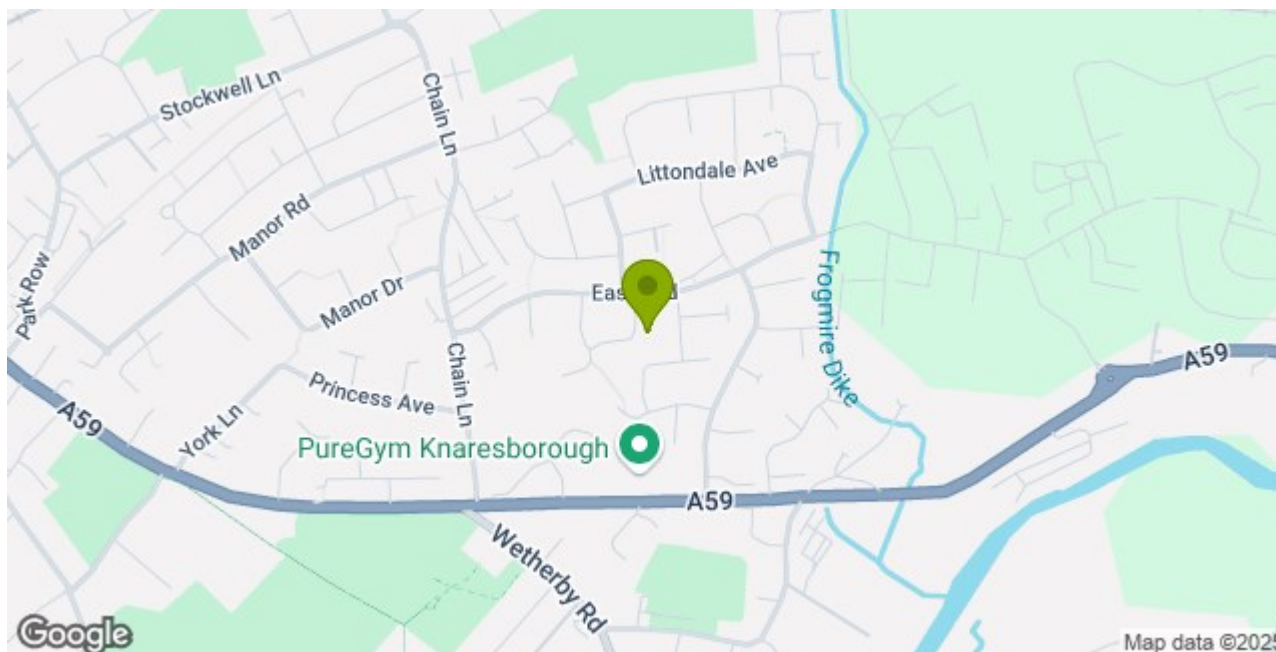 Stockwell Ln
Chain Ln
Littondale Ave
Manor Rd
Park Row
Manor Dr
Frogmire Dike
A59
Chain Ln
Princess Ave
A59
York Ln
PureGym Knaresborough
A59
Wetherby Rd
Google
Map data ©2025